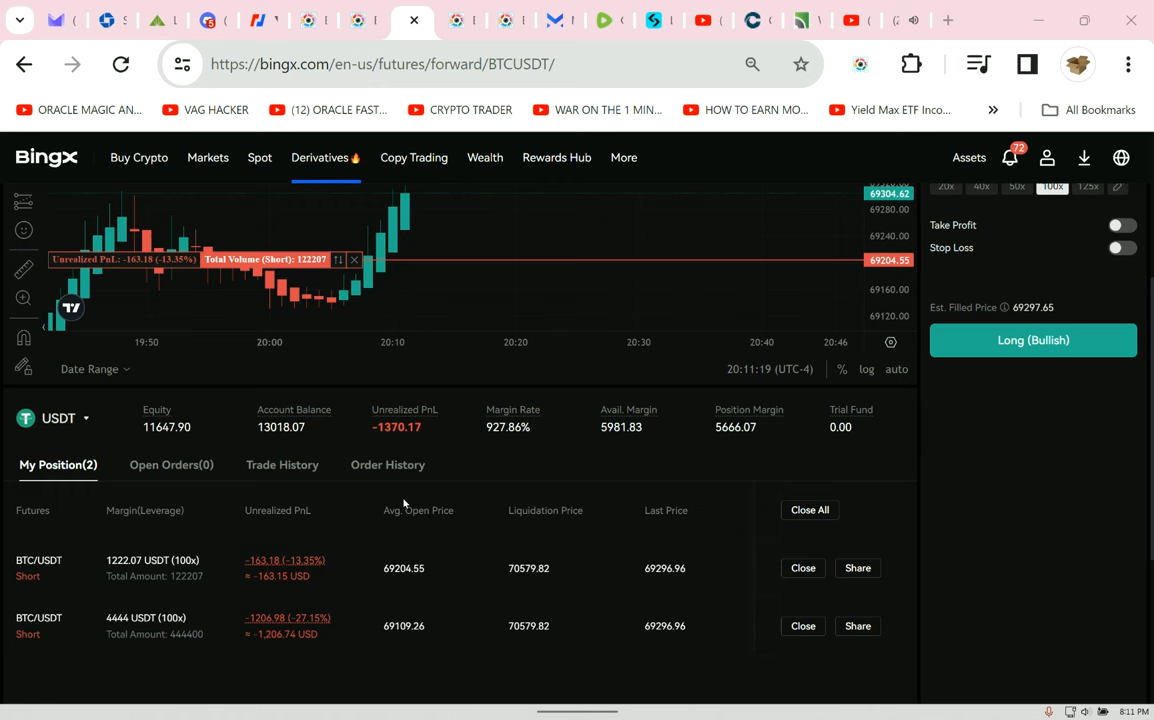 https://bingx.com/en-us/futures/forward/BTCUSDT/
ORACLE MAGIC AN...
VAG HACKER
(12) ORACLE FAST...
CRYPTO TRADER
WAR ON THE 1 MIN...
HOW TO EARN MO...
Yield Max ETF Inco...
»
All Bookmarks
BingX
Buy Crypto
Markets
Spot
Derivatives
Copy Trading
Wealth
Rewards Hub
More
Assets
72
20x 40x 50x 100x 125x
69304.62
69280.00
69240.00
69204.55
69160.00
69120.00
Unrealized PnL: -163.18 (-13.35%) Total Volume (Short): 122207
Take Profit
Stop Loss
Est. Filled Price 69297.65
Long (Bullish)
19:50 20:00 20:10 20:20 20:30 20:40 20:46
Date Range
20:11:19 (UTC-4) % log auto
USDT
Equity
11647.90
Account Balance
13018.07
Unrealized PnL
-1370.17
Margin Rate
927.86%
Avail. Margin
5981.83
Position Margin
5666.07
Trial Fund
0.00
My Position(2) Open Orders(0) Trade History Order History
Futures Margin(Leverage) Unrealized PnL Avg. Open Price Liquidation Price Last Price Close All
BTC/USDT 1222.07 USDT (100x) -163.18 (-13.35%) 69204.55 70579.82 69296.96 Close Share
Short Total Amount: 122207 ≈ -163.15 USD
BTC/USDT 4444 USDT (100x) -1206.98 (-27.15%) 69109.26 70579.82 69296.96 Close Share
Short Total Amount: 444400 ≈ -1,206.74 USD
8:11 PM